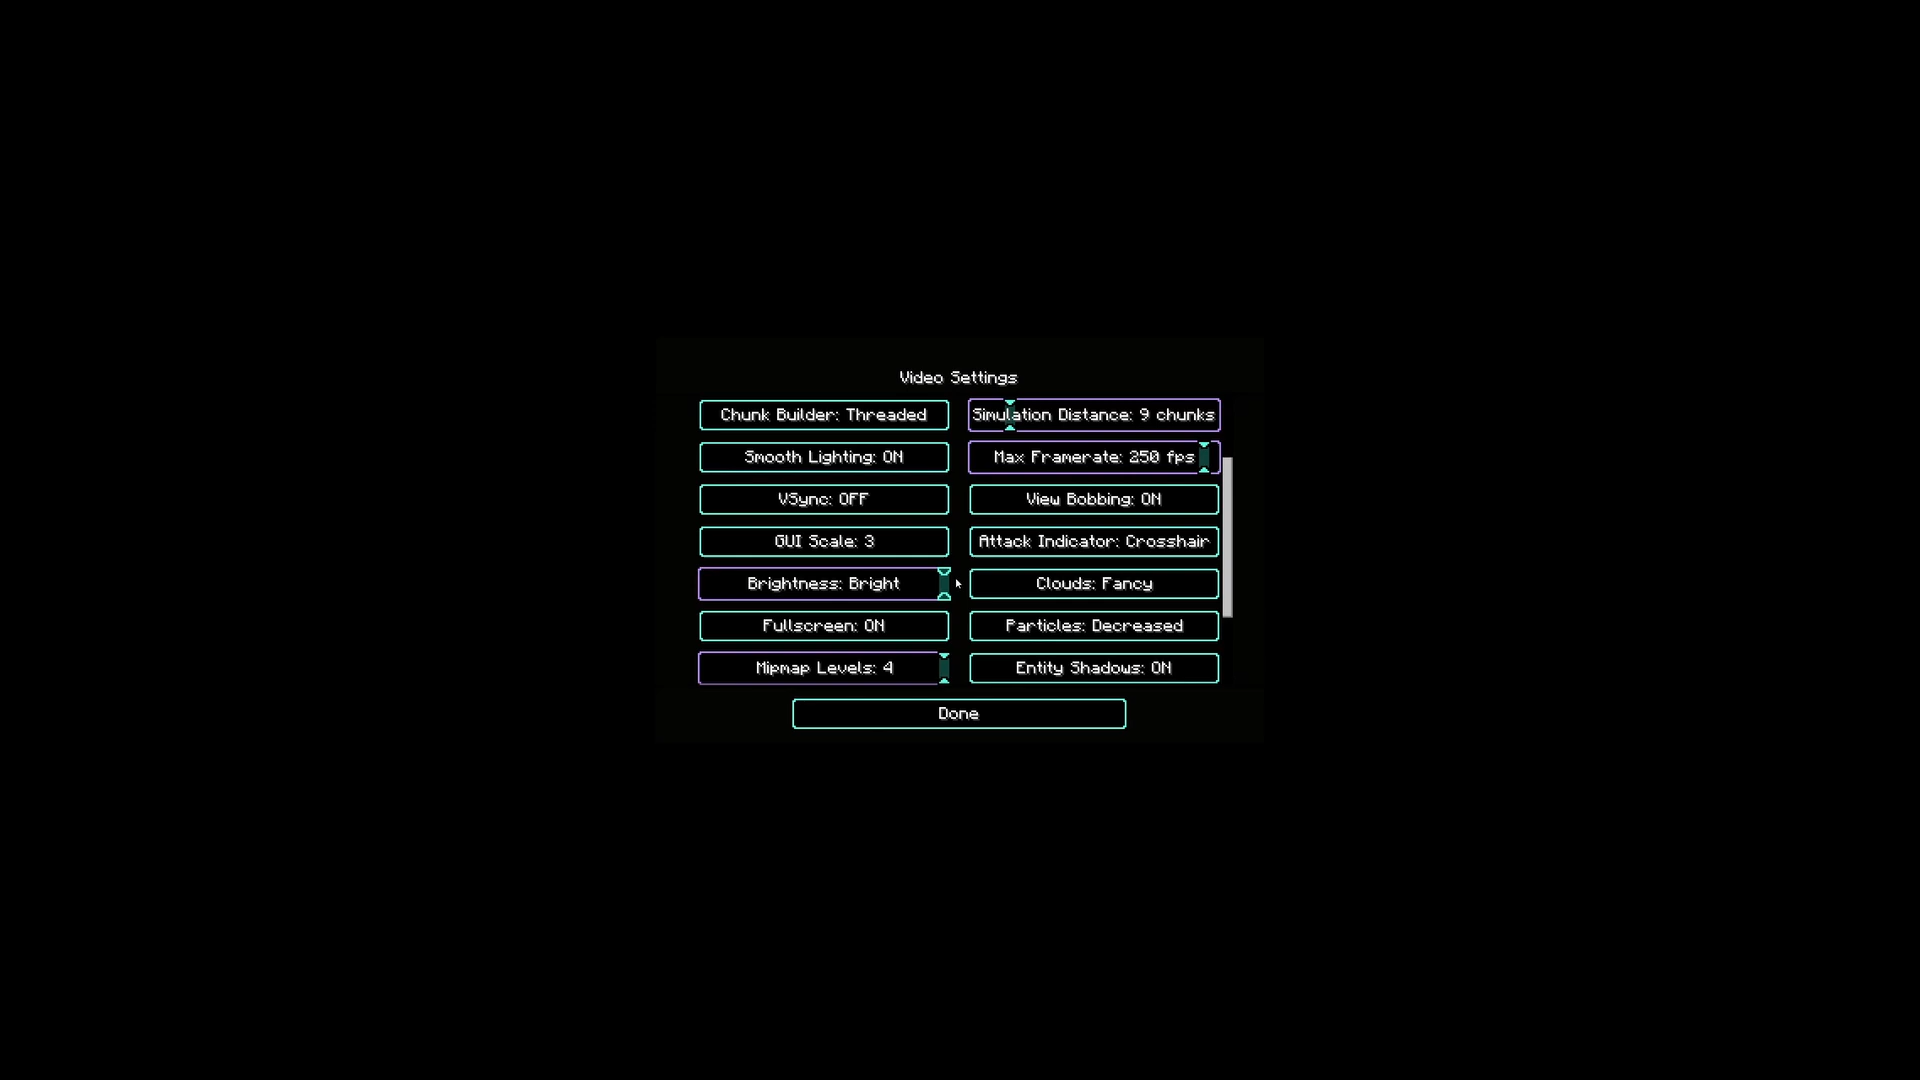 Video Settings
Chunk Builder: Threaded
Simulation Distance: 9 chunks
Smooth Lighting: ON
Max Framerate: 250 fps
VSync: OFF
View Bobbing: ON
GUI Scale: 3
Attack Indicator: Crosshair
Brightness: Bright
Clouds: Fancy
Fullscreen: ON
Particles: Decreased
Mipmap Levels: 4
Entity Shadows: ON
Done